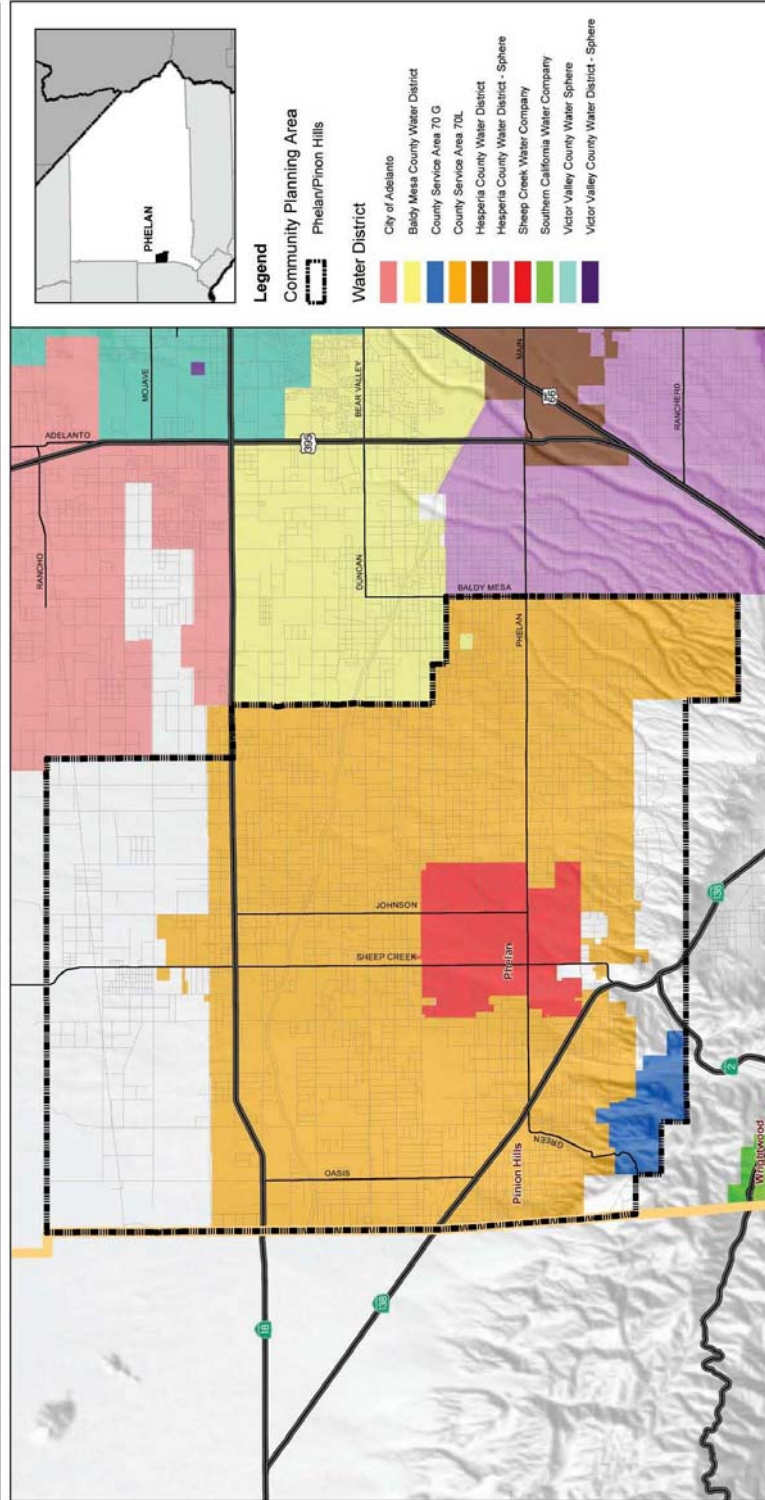 PHELAN
Legend
Community Planning Area
Phelan/Pinon Hills
Water District
City of Adelanto
Baldy Mesa County Water District
County Service Area 70 G
County Service Area 70L
Hesperia County Water District
Hesperia County Water District - Sphere
Sheep Creek Water Company
Southern California Water Company
Victor Valley County Water Sphere
Victor Valley County Water District - Sphere
RANCHO
ADELANTO
MOJAVE
395
BEAR VALLEY
DUNCAN
BALDY MESA
MAIN
66
RANCHERO
PHELAN
JOHNSON
SHEEP CREEK
Phelan
138
2
OASIS
GREEN
Pinion Hills
Wrightwood
18
138